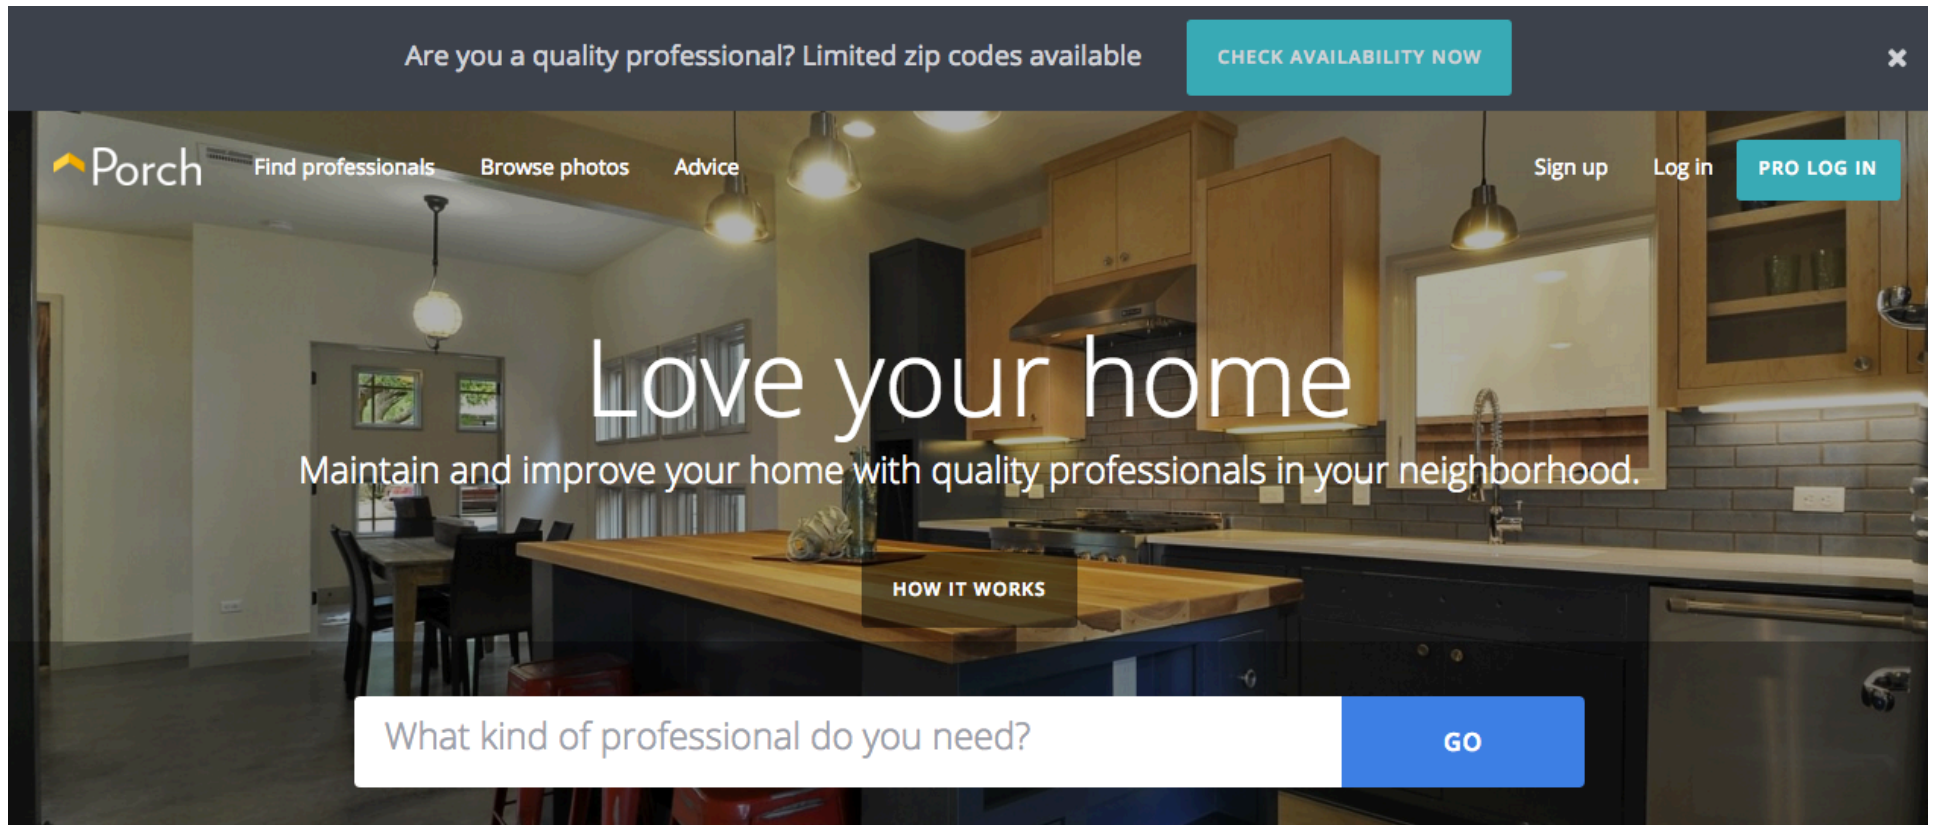 Are you a quality professional? Limited zip codes available
CHECK AVAILABILITY NOW
Porch
Find professionals
Browse photos
Advice
Sign up
Log in
PRO LOG IN
Love your home
Maintain and improve your home with quality professionals in your neighborhood.
HOW IT WORKS
What kind of professional do you need?
GO